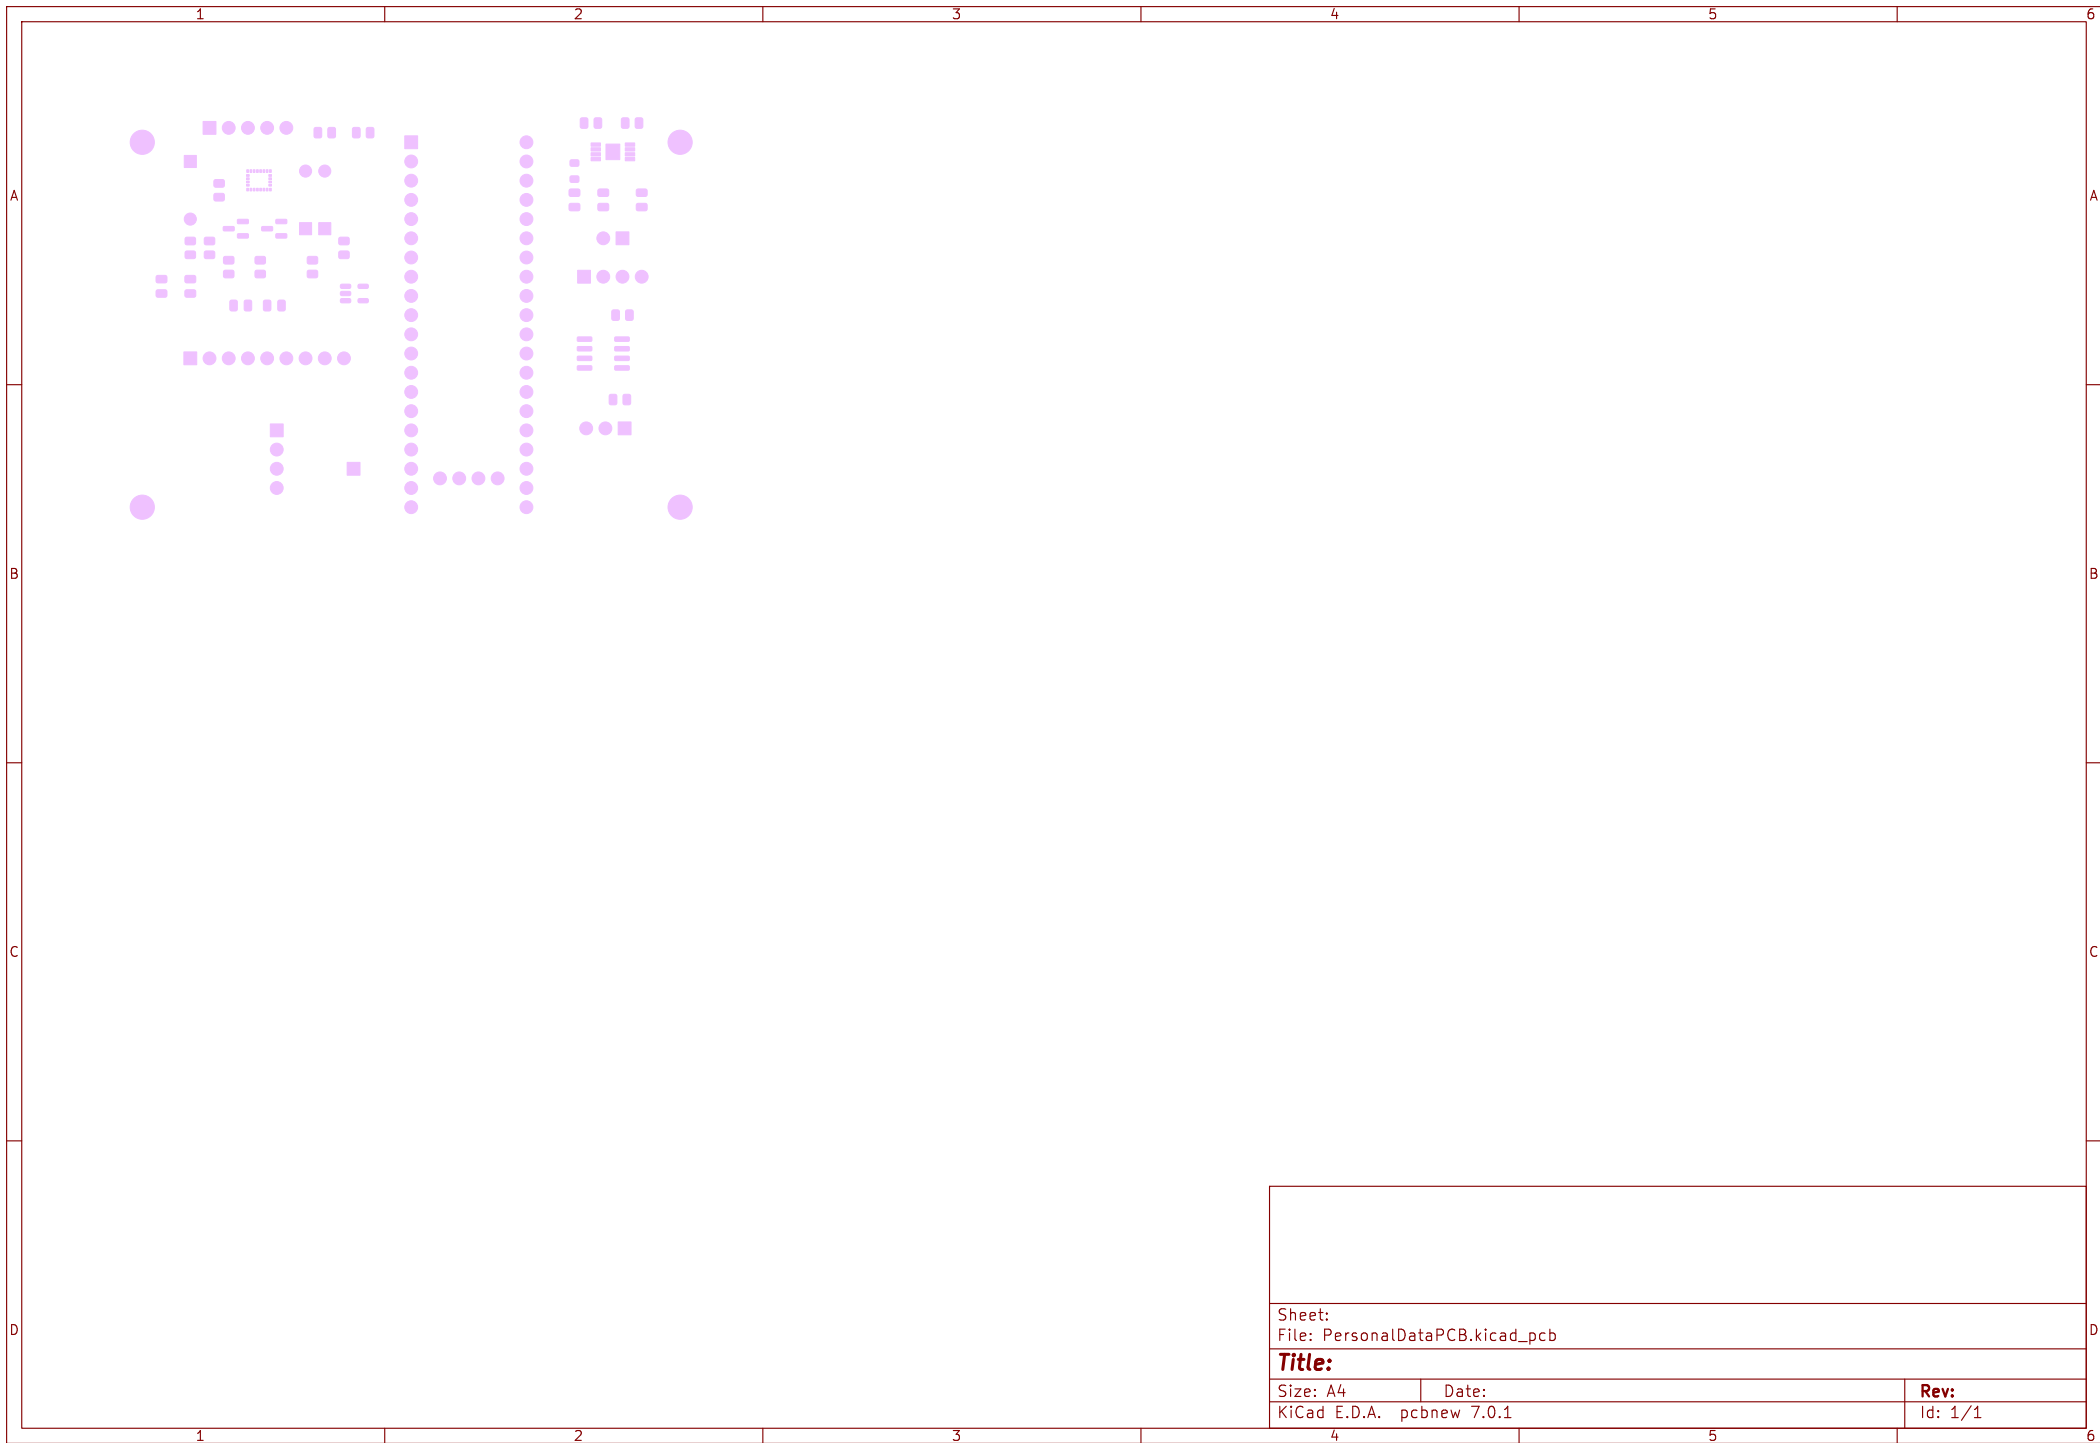 1 2 3 4 5 6
A A
B B
C C
Sheet:
File: PersonalDataPCB.kicad_pcb
D D
Title:
Size: A4 Date: Rev:
KiCad E.D.A. pcbnew 7.0.1 Id: 1/1
1 2 3 4 5 6